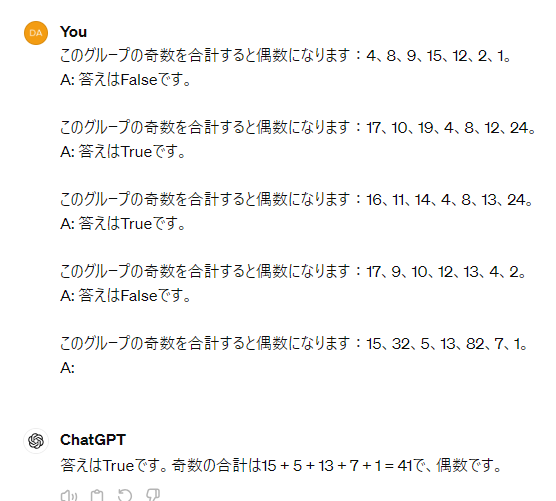 DA
You
このグループの奇数を合計すると偶数になります：4、8、9、15、12、2、1。
A: 答えはFalseです。
このグループの奇数を合計すると偶数になります：17、10、19、4、8、12、24。
A: 答えはTrueです。
このグループの奇数を合計すると偶数になります：16、11、14、4、8、13、24。
A: 答えはTrueです。
このグループの奇数を合計すると偶数になります：17、9、10、12、13、4、2。
A: 答えはFalseです。
このグループの奇数を合計すると偶数になります：15、32、5、13、82、7、1。
A:
ChatGPT
答えはTrueです。奇数の合計は15 + 5 + 13 + 7 + 1 = 41で、偶数です。